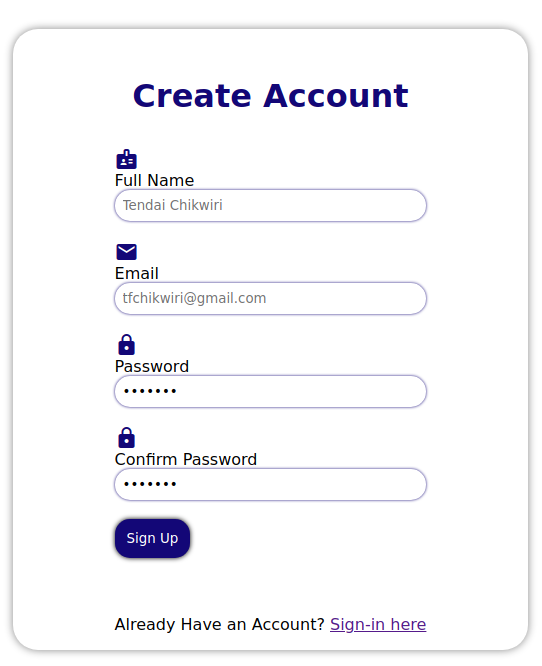 Create Account
Full Name
Tendai Chikwiri
Email
tfchikwiri@gmail.com
Password
•••••••
Confirm Password
•••••••
Sign Up
Already Have an Account? Sign-in here